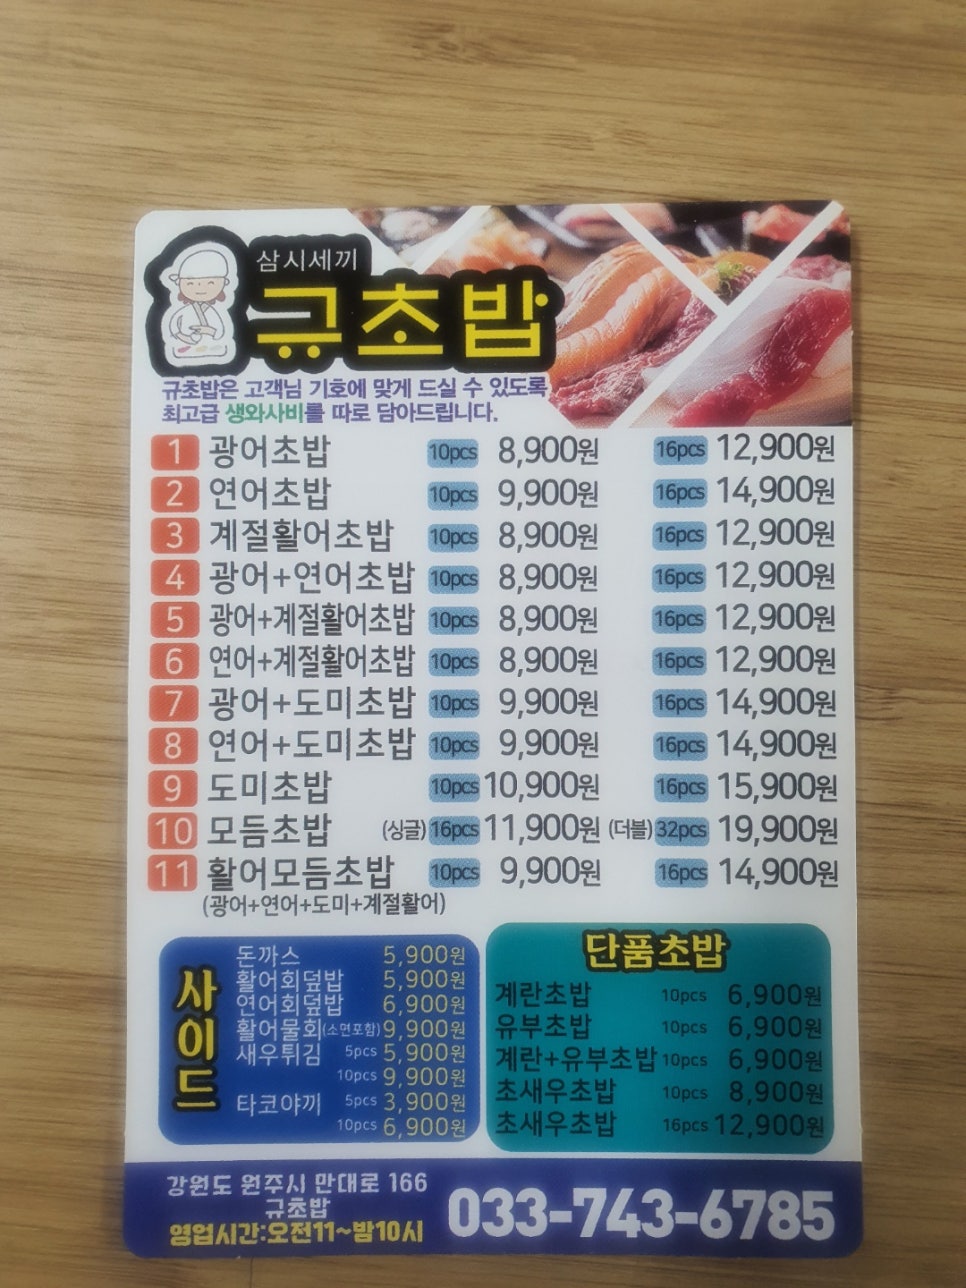 삼시세끼
규초밥
규초밥은 고객님 기호에 맞게 드실 수 있도록
최고급 생와사비를 따로 담아드립니다.
1 광어초밥 10pcs 8,900원 16pcs 12,900원
2 연어초밥 10pcs 9,900원 16pcs 14,900원
3 계절활어초밥 10pcs 8,900원 16pcs 12,900원
4 광어+연어초밥 10pcs 8,900원 16pcs 12,900원
5 광어+계절활어초밥 10pcs 8,900원 16pcs 12,900원
6 연어+계절활어초밥 10pcs 8,900원 16pcs 12,900원
7 광어+도미초밥 10pcs 9,900원 16pcs 14,900원
8 연어+도미초밥 10pcs 9,900원 16pcs 14,900원
9 도미초밥 10pcs 10,900원 16pcs 15,900원
10 모듬초밥 (싱글) 16pcs 11,900원 (더블) 32pcs 19,900원
11 활어모듬초밥 10pcs 9,900원 16pcs 14,900원
(광어+연어+도미+계절활어)
사이드
돈까스 5,900원
활어회덮밥 5,900원
연어회덮밥 6,900원
활어물회(소면포함) 9,900원
새우튀김 5pcs 5,900원
10pcs 9,900원
타코야끼 5pcs 3,900원
10pcs 6,900원
단품초밥
계란초밥 10pcs 6,900원
유부초밥 10pcs 6,900원
계란+유부초밥 10pcs 6,900원
초새우초밥 10pcs 8,900원
초새우초밥 16pcs 12,900원
강원도 원주시 만대로 166
규초밥
영업시간:오전11~밤10시
033-743-6785